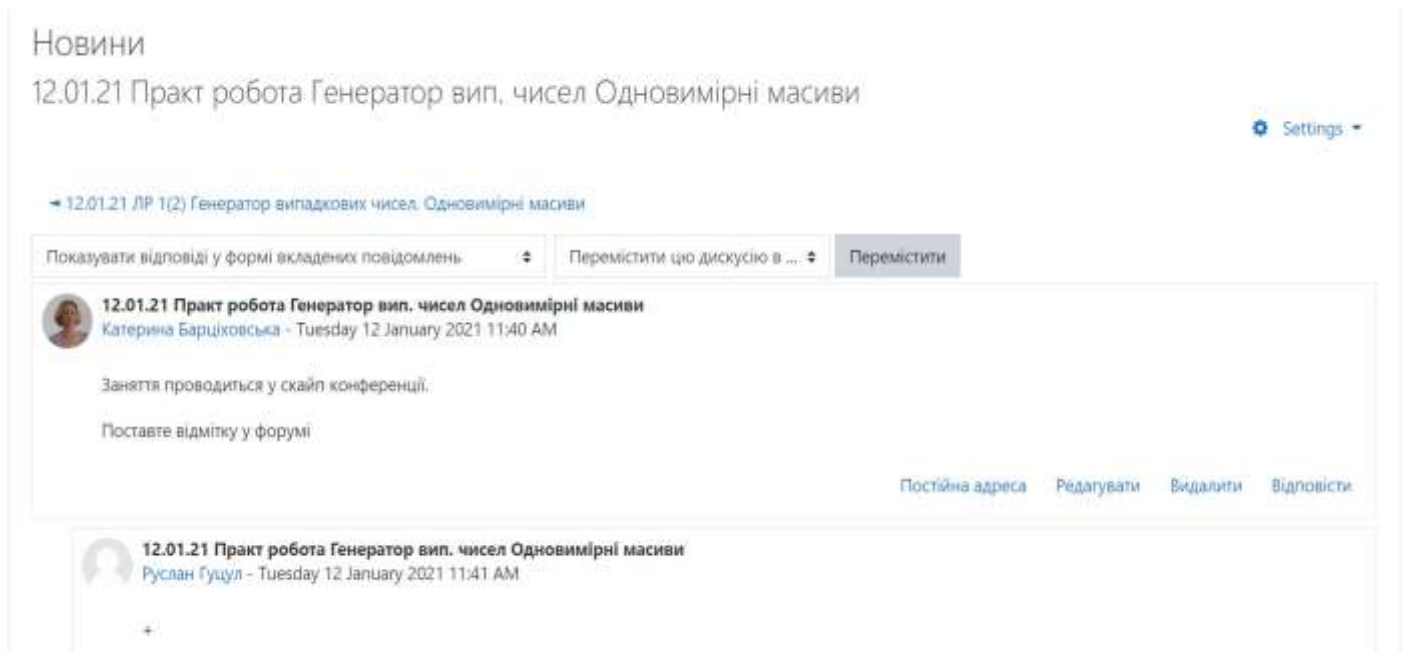 Новини
12.01.21 Практ робота Генератор вип. чисел Одновимірні масиви
Settings
12.01.21 ЛР 1(2) Генератор випадкових чисел. Одновимірні масиви
Показувати відповіді у формі вкладених повідомлень
Перемістити цю дискусію в ...
Перемістити
12.01.21 Практ робота Генератор вип. чисел Одновимірні масиви
Катерина Барціховська - Tuesday 12 January 2021 11:40 AM
Заняття проводиться у скайп конференції.
Поставте відмітку у форумі
Постійна адреса Редагувати Видалити Відповісти
12.01.21 Практ робота Генератор вип. чисел Одновимірні масиви
Руслан Гуцул - Tuesday 12 January 2021 11:41 AM
+